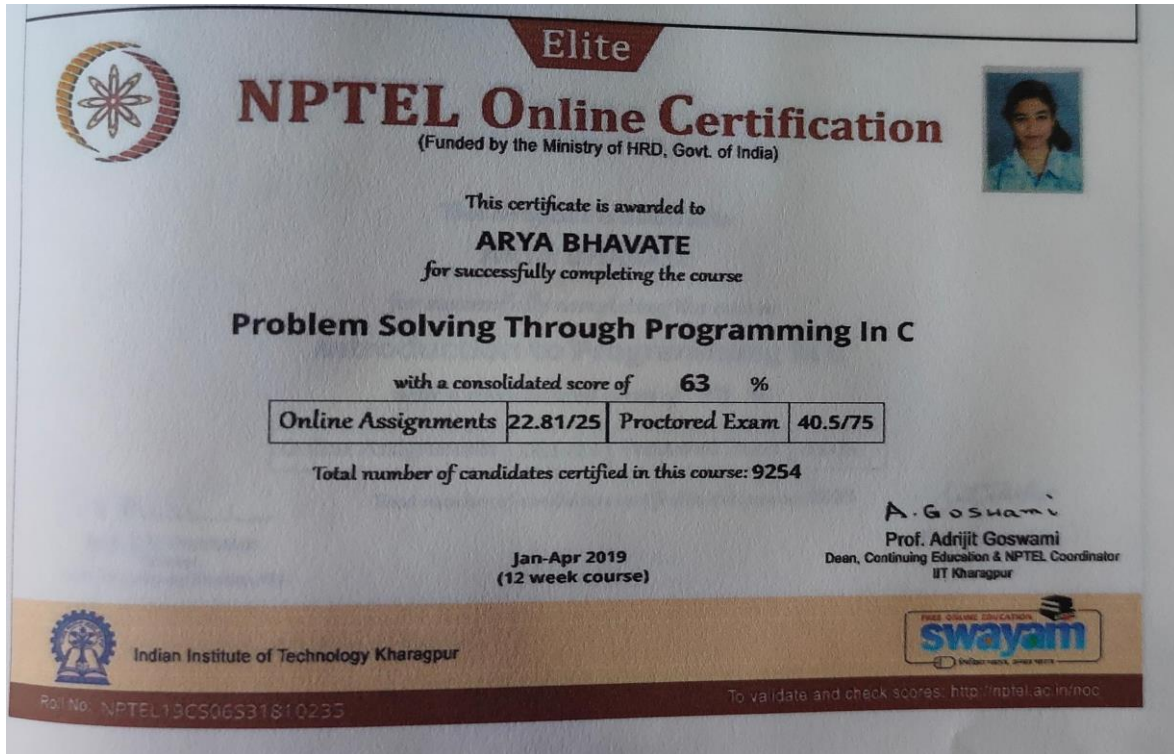 Elite
NPTEL Online Certification
(Funded by the Ministry of HRD, Govt. of India)
This certificate is awarded to
ARYA BHAVATE
for successfully completing the course
Problem Solving Through Programming In C
with a consolidated score of 63 %
Online Assignments 22.81/25 Proctored Exam 40.5/75
Total number of candidates certified in this course: 9254
A. Goswami
Prof. Adrijit Goswami
Dean, Continuing Education & NPTEL Coordinator
IIT Kharagpur
Jan-Apr 2019
(12 week course)
Indian Institute of Technology Kharagpur
FREE ONLINE EDUCATION
swayam
Roll No: NPTEL19CS06S31810235
To validate and check scores: http://nptel.ac.in/noc